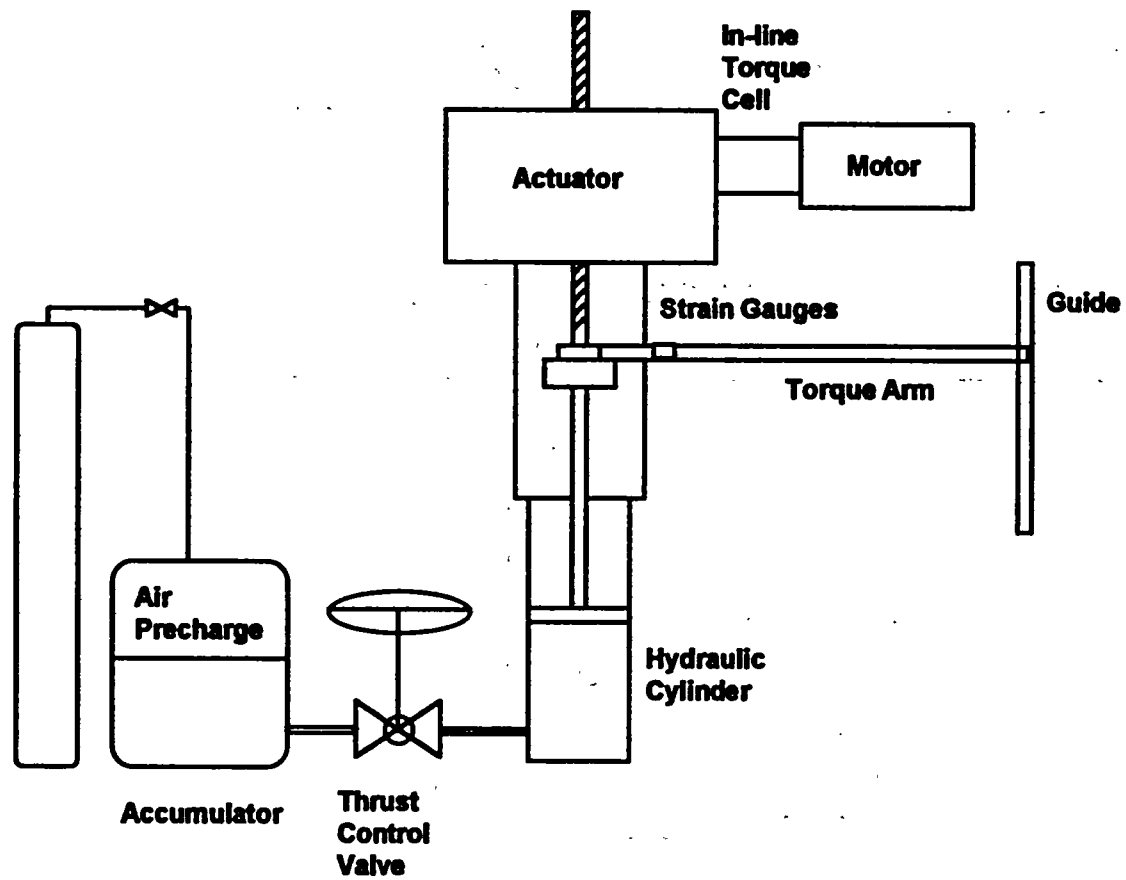 In-line
Torque
Cell
Actuator
Motor
Strain Gauges
Guide
Torque Arm
Air
Precharge
Hydraulic
Cylinder
Accumulator
Thrust
Control
Valve